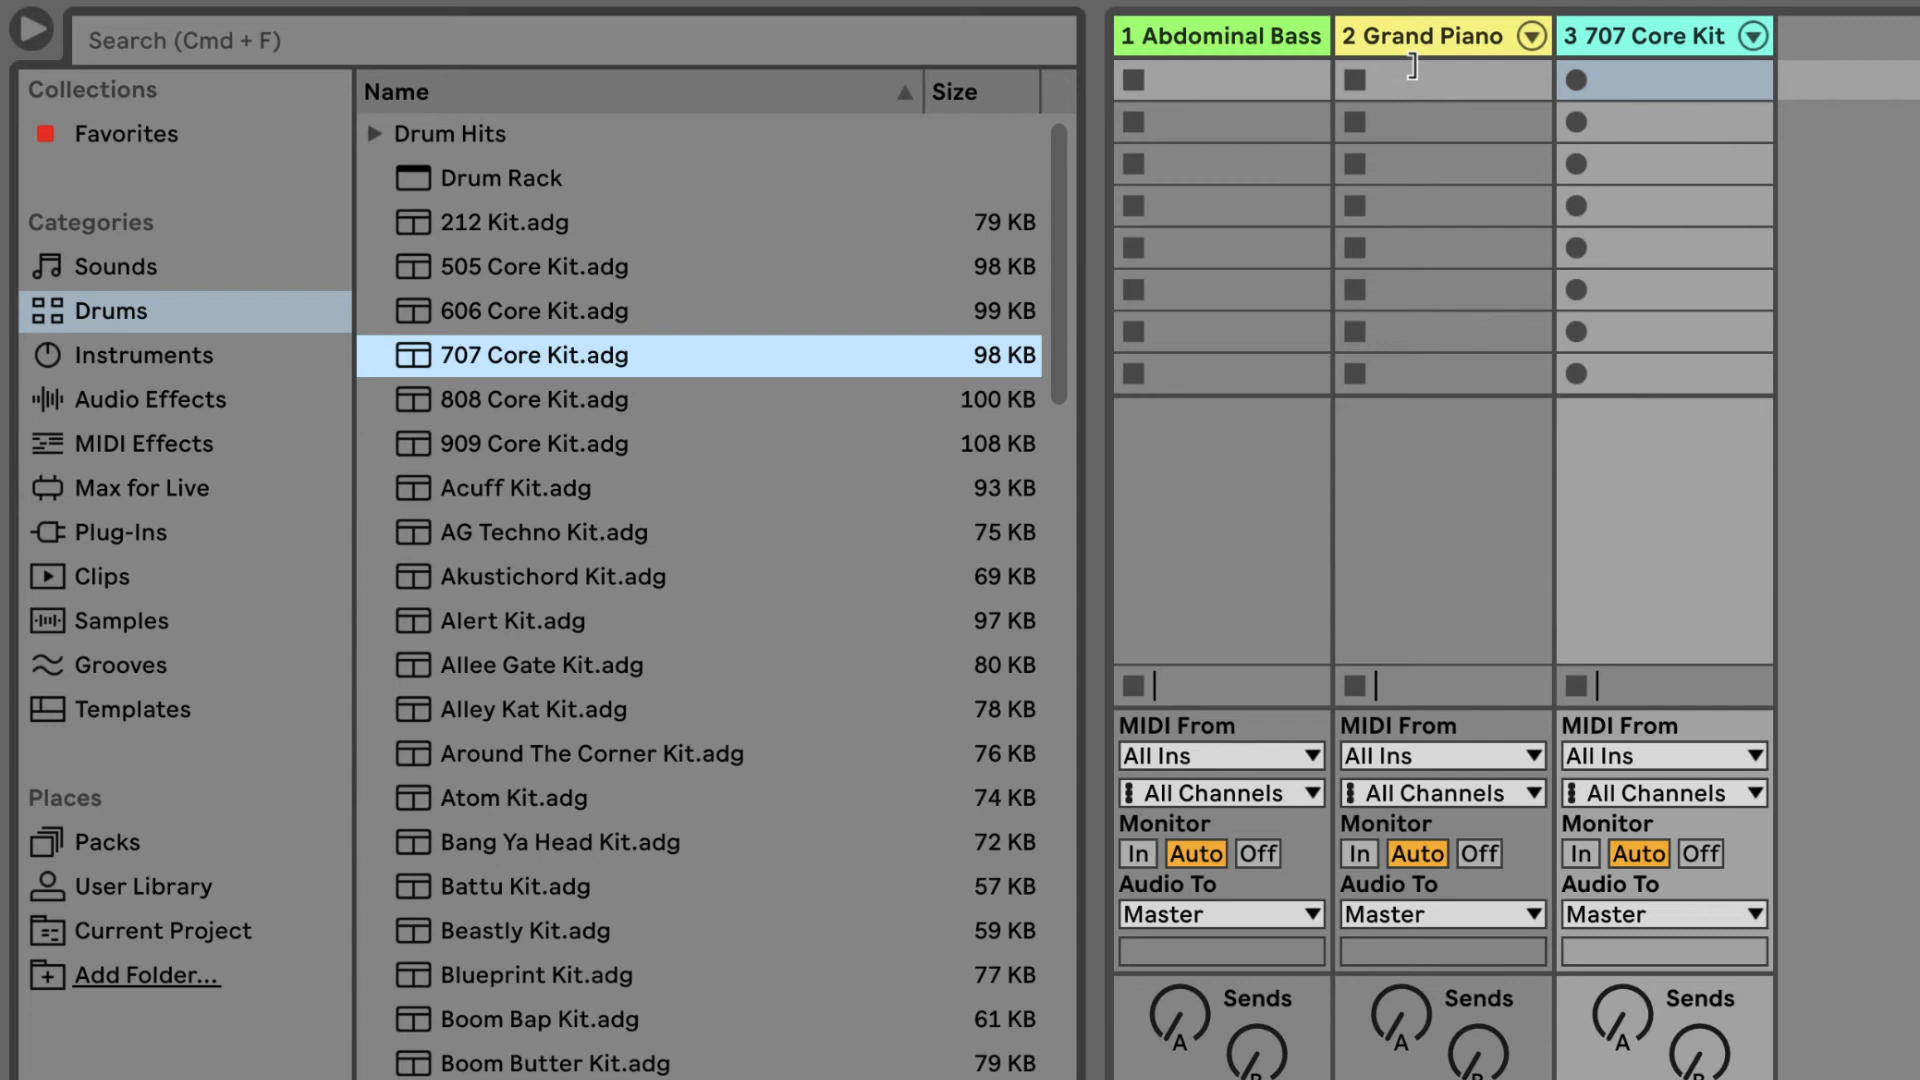 Search (Cmd + F)
Collections
Favorites
Categories
Sounds
Drums
Instruments
Audio Effects
MIDI Effects
Max for Live
Plug-Ins
Clips
Samples
Grooves
Templates
Places
Packs
User Library
Current Project
Add Folder...
Name Size
Drum Hits
Drum Rack
212 Kit.adg 79 KB
505 Core Kit.adg 98 KB
606 Core Kit.adg 99 KB
707 Core Kit.adg 98 KB
808 Core Kit.adg 100 KB
909 Core Kit.adg 108 KB
Acuff Kit.adg 93 KB
AG Techno Kit.adg 75 KB
Akustichord Kit.adg 69 KB
Alert Kit.adg 97 KB
Allee Gate Kit.adg 80 KB
Alley Kat Kit.adg 78 KB
Around The Corner Kit.adg 76 KB
Atom Kit.adg 74 KB
Bang Ya Head Kit.adg 72 KB
Battu Kit.adg 57 KB
Beastly Kit.adg 59 KB
Blueprint Kit.adg 77 KB
Boom Bap Kit.adg 61 KB
Boom Butter Kit.adg 79 KB
1 Abdominal Bass 2 Grand Piano 3 707 Core Kit
MIDI From MIDI From MIDI From
All Ins All Ins All Ins
All Channels All Channels All Channels
Monitor Monitor Monitor
In Auto Off In Auto Off In Auto Off
Audio To Audio To Audio To
Master Master Master
Sends Sends Sends
A A A